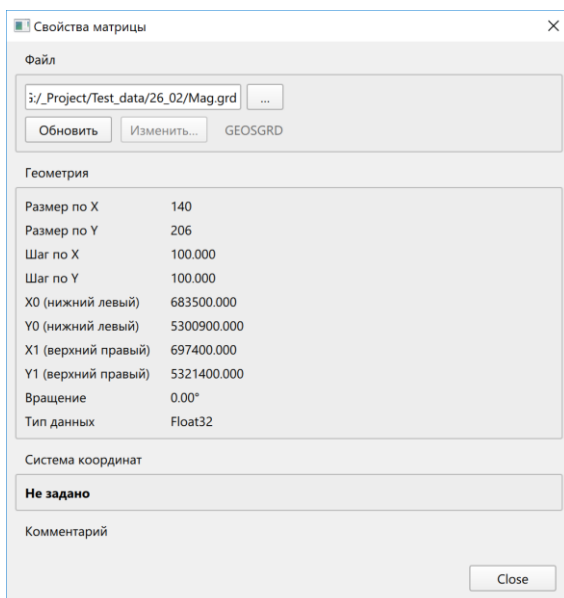 Свойства матрицы
Файл
G:/_Project/Test_data/26_02/Mag.grd ...
Обновить Изменить... GEOSGRD
Геометрия
Размер по X 140
Размер по Y 206
Шаг по X 100.000
Шаг по Y 100.000
X0 (нижний левый) 683500.000
Y0 (нижний левый) 5300900.000
X1 (верхний правый) 697400.000
Y1 (верхний правый) 5321400.000
Вращение 0.00°
Тип данных Float32
Система координат
Не задано
Комментарий
Close